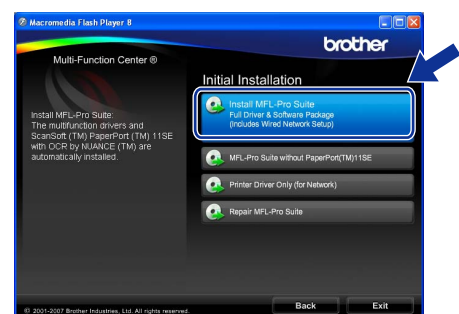 Macromedia Flash Player 8
brother
Multi-Function Center ®
Initial Installation
Install MFL-Pro Suite:
The multifunction drivers and
ScanSoft (TM) PaperPort (TM) 11SE
with OCR by NUANCE (TM) are
automatically installed.
Install MFL-Pro Suite
Full Driver & Software Package
(Includes Wired Network Setup)
MFL-Pro Suite without PaperPort(TM)11SE
Printer Driver Only (for Network)
Repair MFL-Pro Suite
© 2001-2007 Brother Industries, Ltd. All rights reserved.
Back
Exit